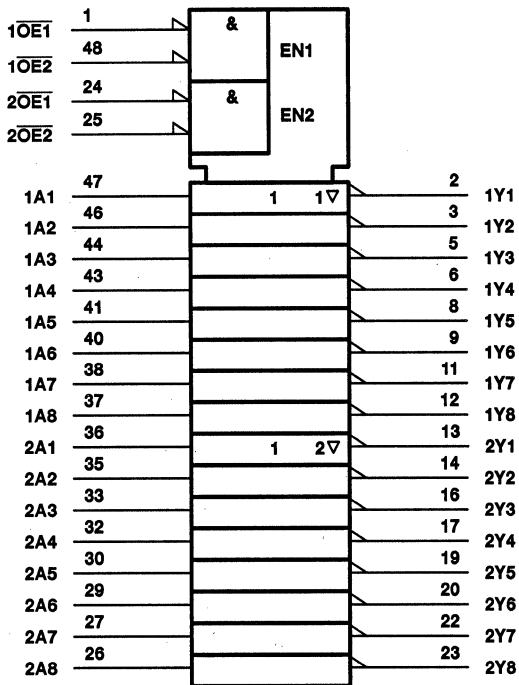 1OE1 1 & EN1
1OE2 48
2OE1 24 & EN2
2OE2 25
1A1 47 1 1▽ 2 1Y1
1A2 46 3 1Y2
1A3 44 5 1Y3
1A4 43 6 1Y4
1A5 41 8 1Y5
1A6 40 9 1Y6
1A7 38 11 1Y7
1A8 37 12 1Y8
2A1 36 1 2▽ 13 2Y1
2A2 35 14 2Y2
2A3 33 16 2Y3
2A4 32 17 2Y4
2A5 30 19 2Y5
2A6 29 20 2Y6
2A7 27 22 2Y7
2A8 26 23 2Y8